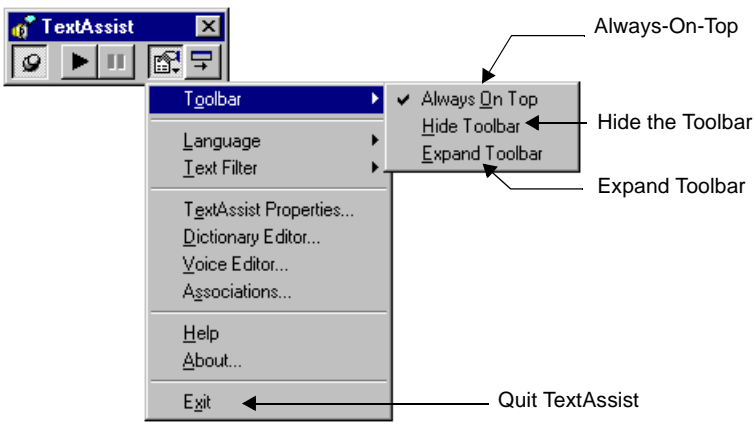 TextAssist
Always-On-Top
Toolbar
Always On Top
Hide Toolbar
Hide the Toolbar
Expand Toolbar
Expand Toolbar
Language
Text Filter
TextAssist Properties...
Dictionary Editor...
Voice Editor...
Associations...
Help
About...
Exit
Quit TextAssist